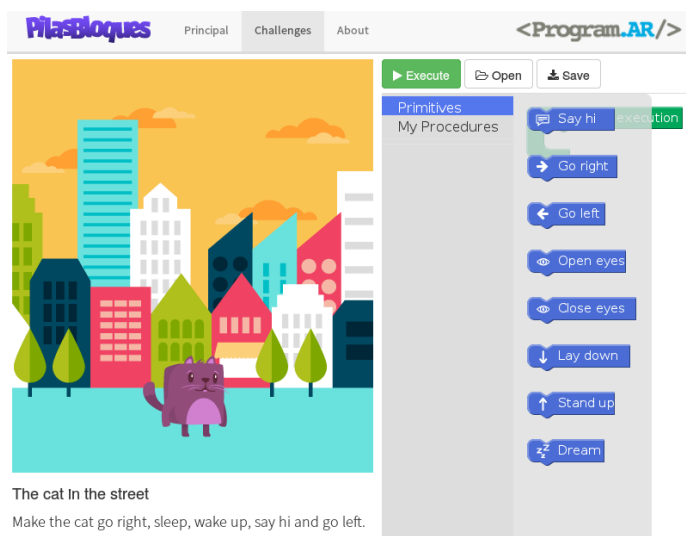 PilasBloques
Principal
Challenges
About
<Program.AR/>
Execute
Open
Save
Primitives
My Procedures
Say hi
execution
Go right
Go left
Open eyes
Close eyes
Lay down
Stand up
Dream
The cat in the street
Make the cat go right, sleep, wake up, say hi and go left.